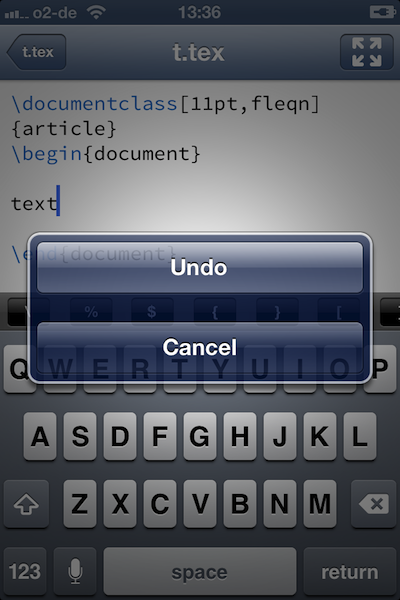 o2-de 13:36
t.tex t.tex
\documentclass[11pt,fleqn]
{article}
\begin{document}
text
\end{document}
Undo
\ % $ { } [
Cancel
Q W E R T Y U I O P
A S D F G H J K L
Z X C V B N M
123 space return